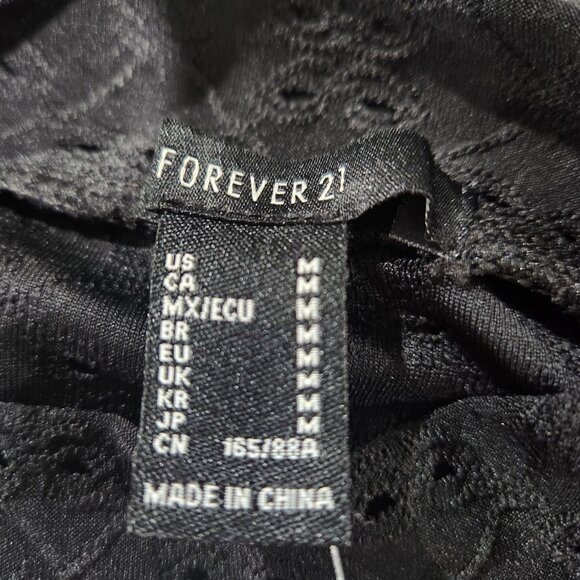 FOREVER 21
US M
CA M
MX/ECU M
BR M
EU M
UK M
KR M
JP M
CN 165/88A
MADE IN CHINA